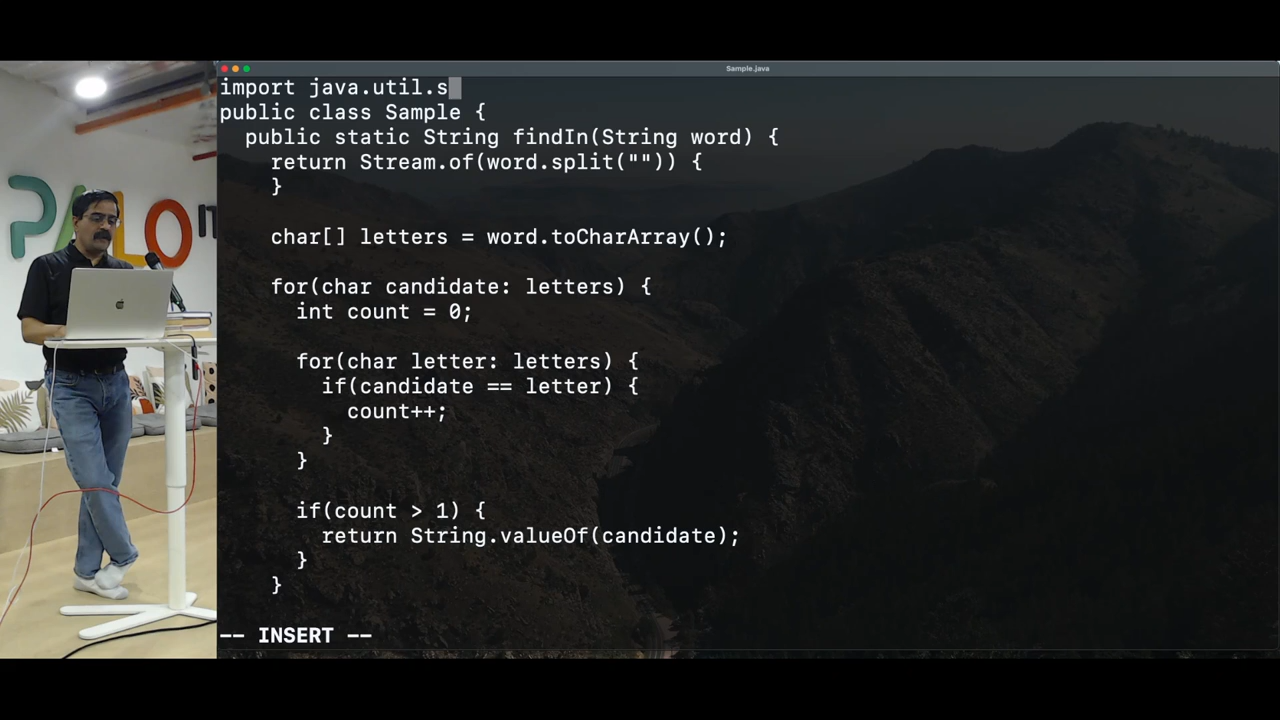 PALO
Sample.java
import java.util.s
public class Sample {
  public static String findIn(String word) {
    return Stream.of(word.split("")) {
    }

    char[] letters = word.toCharArray();

    for(char candidate: letters) {
      int count = 0;

      for(char letter: letters) {
        if(candidate == letter) {
          count++;
        }
      }

      if(count > 1) {
        return String.valueOf(candidate);
      }
    }
-- INSERT --